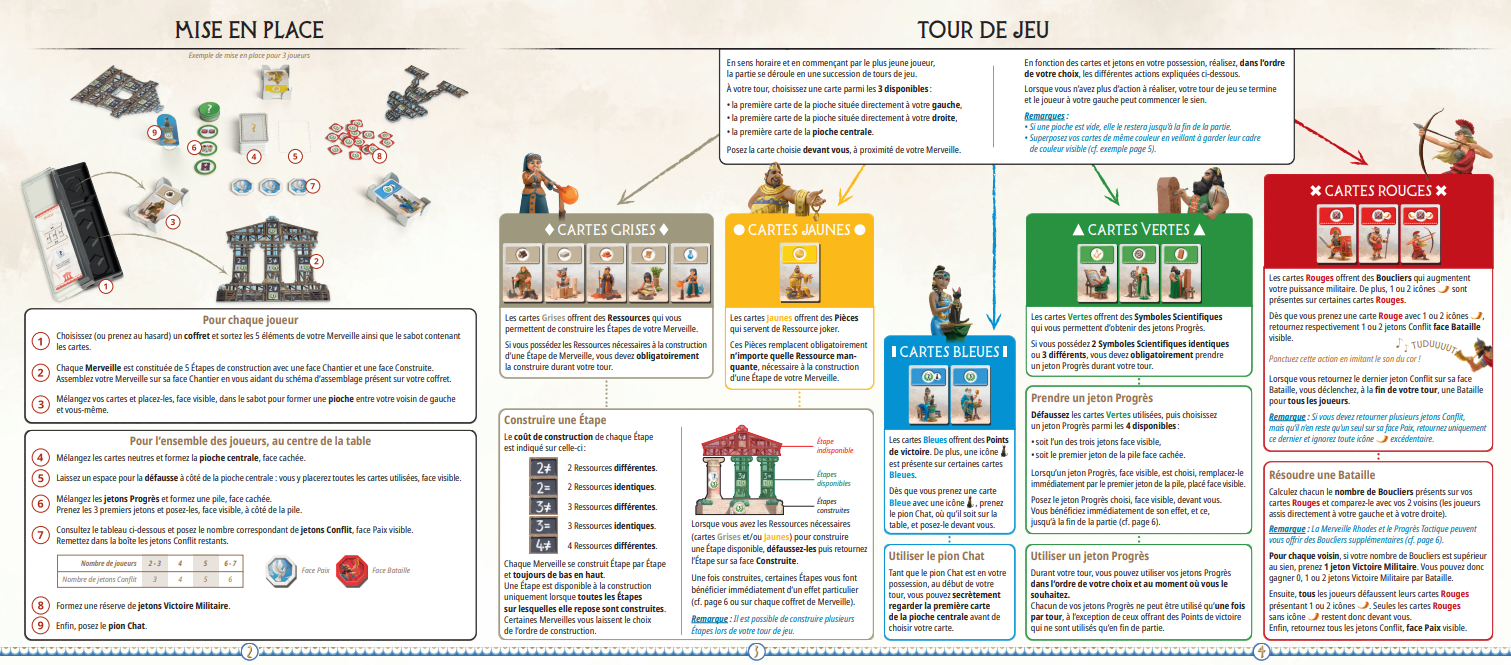 MISE EN PLACE
Exemple de mise en place pour 3 joueurs
9
6
4
5
8
7
3
2
1
Pour chaque joueur
1 Choisissez (ou prenez au hasard) un coffret et sortez les 5 éléments de votre Merveille ainsi que le sabot contenant
les cartes.
2 Chaque Merveille est constituée de 5 Étapes de construction avec une face Chantier et une face Construite.
Assemblez votre Merveille sur sa face Chantier en vous aidant du schéma d'assemblage présent sur votre coffret.
3 Mélangez vos cartes et placez-les, face visible, dans le sabot pour former une pioche entre votre voisin de gauche
et vous-même.
Pour l'ensemble des joueurs, au centre de la table
4 Mélangez les cartes neutres et formez la pioche centrale, face cachée.
5 Laissez un espace pour la défausse à côté de la pioche centrale : vous y placerez toutes les cartes utilisées, face visible.
6 Mélangez les jetons Progrès et formez une pile, face cachée.
Prenez les 3 premiers jetons et posez-les, face visible, à côté de la pile.
7 Consultez le tableau ci-dessous et posez le nombre correspondant de jetons Conflit, face Paix visible.
Remettez dans la boîte les jetons Conflit restants.
Nombre de joueurs 2 - 3 4 5 6 - 7
Nombre de jetons Conflit 3 4 5 6
Face Paix
Face Bataille
8 Formez une réserve de jetons Victoire Militaire.
9 Enfin, posez le pion Chat.
2
TOUR DE JEU
En sens horaire et en commençant par le plus jeune joueur,
la partie se déroule en une succession de tours de jeu.
À votre tour, choisissez une carte parmi les 3 disponibles :
• la première carte de la pioche située directement à votre gauche,
• la première carte de la pioche située directement à votre droite,
• la première carte de la pioche centrale.
Posez la carte choisie devant vous, à proximité de votre Merveille.
En fonction des cartes et jetons en votre possession, réalisez, dans l'ordre
de votre choix, les différentes actions expliquées ci-dessous.
Lorsque vous n'avez plus d'action à réaliser, votre tour de jeu se termine
et le joueur à votre gauche peut commencer le sien.
Remarques :
• Si une pioche est vide, elle le restera jusqu'à la fin de la partie.
• Superposez vos cartes de même couleur en veillant à garder leur cadre
de couleur visible (cf. exemple page 5).
CARTES GRISES
Les cartes Grises offrent des Ressources qui vous
permettent de construire les Étapes de votre Merveille.
Si vous possédez les Ressources nécessaires à la construction
d'une Étape de Merveille, vous devez obligatoirement
la construire durant votre tour.
CARTES JAUNES
Les cartes Jaunes offrent des Pièces
qui servent de Ressource joker.
Ces Pièces remplacent obligatoirement
n'importe quelle Ressource man-
quante, nécessaire à la construction
d'une Étape de votre Merveille.
Construire une Étape
Le coût de construction de chaque Étape
est indiqué sur celle-ci :
2≠ 2 Ressources différentes.
2= 2 Ressources identiques.
3≠ 3 Ressources différentes.
3= 3 Ressources identiques.
4≠ 4 Ressources différentes.
Chaque Merveille se construit Étape par Étape
et toujours de bas en haut.
Une Étape est disponible à la construction
uniquement lorsque toutes les Étapes
sur lesquelles elle repose sont construites.
Certaines Merveilles vous laissent le choix
de l'ordre de construction.
Étape
indisponible
Étapes
disponibles
Étapes
construites
Lorsque vous avez les Ressources nécessaires
(cartes Grises et/ou Jaunes) pour construire
une Étape disponible, défaussez-les puis retournez
l'Étape sur sa face Construite.
Une fois construites, certaines Étapes vous font
bénéficier immédiatement d'un effet particulier
(cf. page 6 ou sur chaque coffret de Merveille).
Remarque : Il est possible de construire plusieurs
Étapes lors de votre tour de jeu.
CARTES BLEUES
Les cartes Bleues offrent des Points
de victoire. De plus, une icône
est présente sur certaines cartes
Bleues.
Dès que vous prenez une carte
Bleue avec une icône , prenez
le pion Chat, où qu'il soit sur la
table, et posez-le devant vous.
Utiliser le pion Chat
Tant que le pion Chat est en votre
possession, au début de votre
tour, vous pouvez secrètement
regarder la première carte
de la pioche centrale avant de
choisir votre carte.
3
CARTES VERTES
Les cartes Vertes offrent des Symboles Scientifiques
qui vous permettent d'obtenir des jetons Progrès.
Si vous possédez 2 Symboles Scientifiques identiques
ou 3 différents, vous devez obligatoirement prendre
un jeton Progrès durant votre tour.
Prendre un jeton Progrès
Défaussez les cartes Vertes utilisées, puis choisissez
un jeton Progrès parmi les 4 disponibles :
• soit l'un des trois jetons face visible,
• soit le premier jeton de la pile face cachée.
Lorsqu'un jeton Progrès, face visible, est choisi, remplacez-le
immédiatement par le premier jeton de la pile, placé face visible.
Posez le jeton Progrès choisi, face visible, devant vous.
Vous bénéficiez immédiatement de son effet, et ce,
jusqu'à la fin de la partie (cf. page 6).
Utiliser un jeton Progrès
Durant votre tour, vous pouvez utiliser vos jetons Progrès
dans l'ordre de votre choix et au moment où vous le
souhaitez.
Chacun de vos jetons Progrès ne peut être utilisé qu'une fois
par tour, à l'exception de ceux offrant des Points de victoire
qui ne sont utilisés qu'en fin de partie.
CARTES ROUGES
Les cartes Rouges offrent des Boucliers qui augmentent
votre puissance militaire. De plus, 1 ou 2 icônes sont
présentes sur certaines cartes Rouges.
Dès que vous prenez une carte Rouge avec 1 ou 2 icônes ,
retournez respectivement 1 ou 2 jetons Conflit face Bataille
visible.
TUDUUUUT
Ponctuez cette action en imitant le son du cor !
Lorsque vous retournez le dernier jeton Conflit sur sa face
Bataille, vous déclenchez, à la fin de votre tour, une Bataille
pour tous les joueurs.
Remarque : Si vous devez retourner plusieurs jetons Conflit,
mais qu'il n'en reste qu'un seul sur sa face Paix, retournez uniquement
ce dernier et ignorez toute icône excédentaire.
Résoudre une Bataille
Calculez chacun le nombre de Boucliers présents sur vos
cartes Rouges et comparez-le avec vos 2 voisins (les joueurs
assis directement à votre gauche et à votre droite).
Remarque : La Merveille Rhodes et le Progrès Tactique peuvent
vous offrir des Boucliers supplémentaires (cf. page 6).
Pour chaque voisin, si votre nombre de Boucliers est supérieur
au sien, prenez 1 jeton Victoire Militaire. Vous pouvez donc
gagner 0, 1 ou 2 jetons Victoire Militaire par Bataille.
Ensuite, tous les joueurs défaussent leurs cartes Rouges
présentant 1 ou 2 icônes . Seules les cartes Rouges
sans icône restent donc devant vous.
Enfin, retournez tous les jetons Conflit, face Paix visible.
4